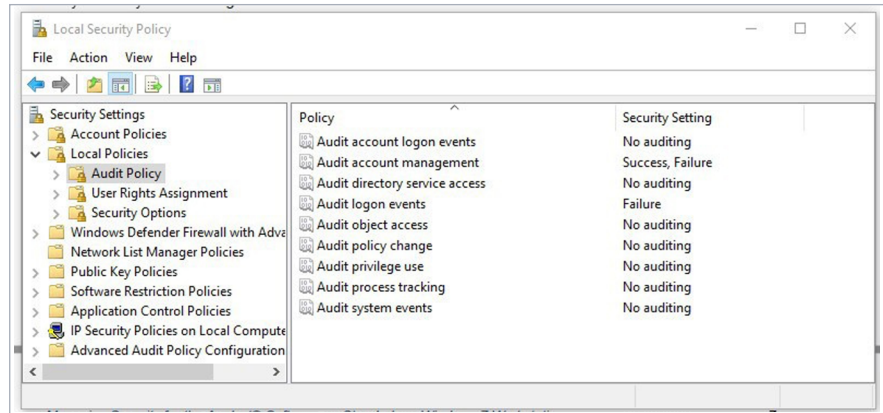 Local Security Policy
File Action View Help
Security Settings
Account Policies
Local Policies
Audit Policy
User Rights Assignment
Security Options
Windows Defender Firewall with Adva
Network List Manager Policies
Public Key Policies
Software Restriction Policies
Application Control Policies
IP Security Policies on Local Compute
Advanced Audit Policy Configuration
Policy Security Setting
Audit account logon events No auditing
Audit account management Success, Failure
Audit directory service access No auditing
Audit logon events Failure
Audit object access No auditing
Audit policy change No auditing
Audit privilege use No auditing
Audit process tracking No auditing
Audit system events No auditing